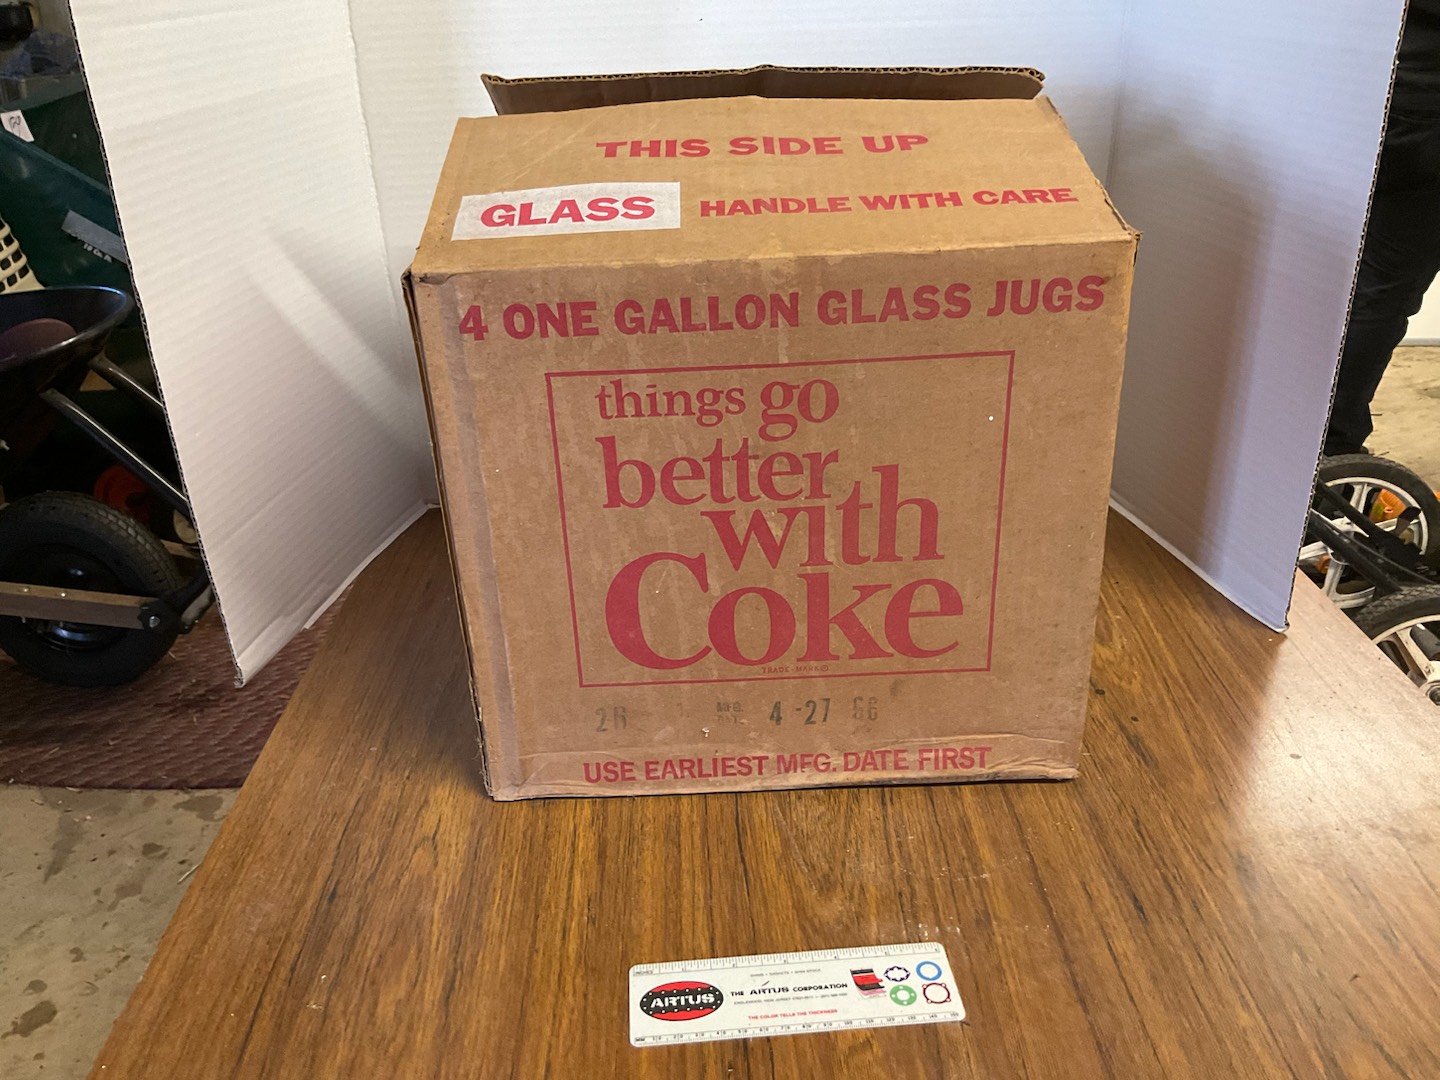 THIS SIDE UP
GLASS HANDLE WITH CARE
4 ONE GALLON GLASS JUGS
things go
better
with
Coke
TRADE-MARK ®
MFG. 4-27 66
USE EARLIEST MFG. DATE FIRST
ARTUS
THE ARTUS CORPORATION
THE COLOR TELLS THE THICKNESS